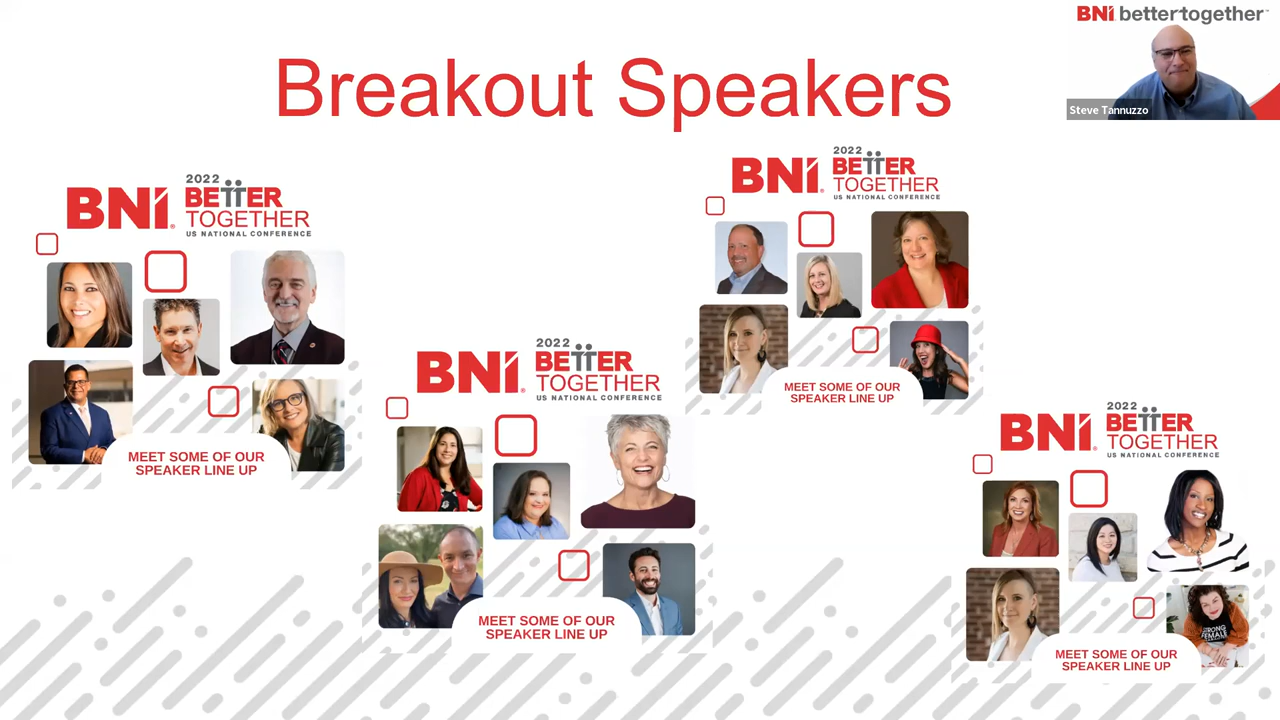 BNI bettertogether
Steve Tannuzzo
Breakout Speakers
BNI
2022
BETTER
TOGETHER
US NATIONAL CONFERENCE
MEET SOME OF OUR
SPEAKER LINE UP
BNI
2022
BETTER
TOGETHER
US NATIONAL CONFERENCE
MEET SOME OF OUR
SPEAKER LINE UP
BNI
2022
BETTER
TOGETHER
US NATIONAL CONFERENCE
MEET SOME OF OUR
SPEAKER LINE UP
BNI
2022
BETTER
TOGETHER
US NATIONAL CONFERENCE
FEMALE
MEET SOME OF OUR
SPEAKER LINE UP